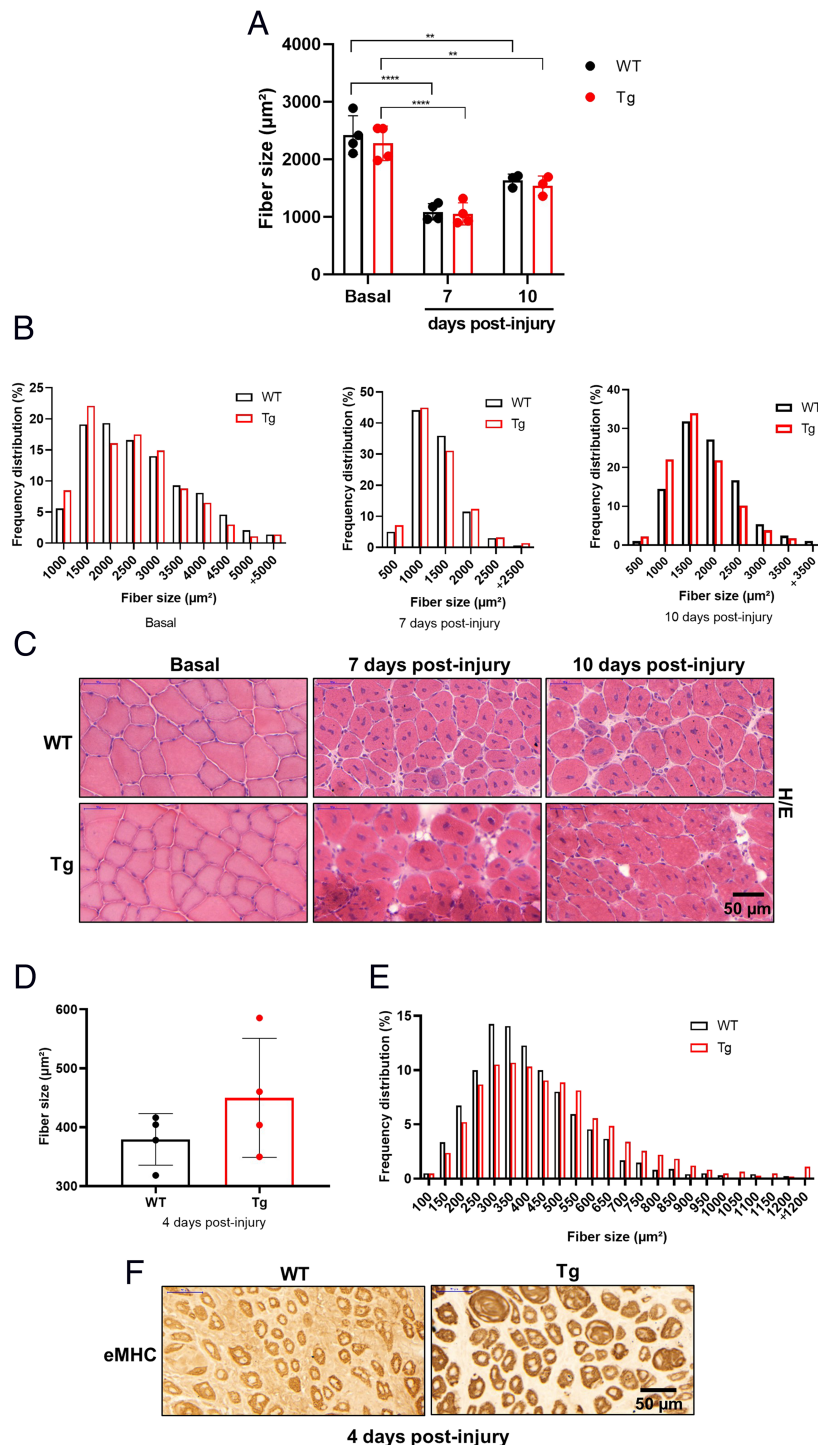 A
4000
3000
2000
1000
0
Fiber size (µm²)
**
**
****
****
WT
Tg
Basal
7
10
days post-injury
B
Frequency distribution (%)
25
20
15
10
5
0
WT
Tg
1000
1500
2000
2500
3000
3500
4000
4500
5000
+5000
Fiber size (µm²)
Basal
Frequency distribution (%)
50
40
30
20
10
0
WT
Tg
500
1000
1500
2000
2500
+2500
Fiber size (µm²)
7 days post-injury
Frequency distribution (%)
40
30
20
10
0
WT
Tg
500
1000
1500
2000
2500
3000
3500
+3500
Fiber size (µm²)
10 days post-injury
C
Basal
7 days post-injury
10 days post-injury
WT
Tg
H/E
50 µm
D
Fiber size (µm²)
600
500
400
300
WT
Tg
4 days post-injury
E
Frequency distribution (%)
15
10
5
0
WT
Tg
100
150
200
250
300
350
400
450
500
550
600
650
700
750
800
850
900
950
1000
1050
1100
1150
1200
+1200
Fiber size (µm²)
F
WT
Tg
eMHC
50 µm
4 days post-injury